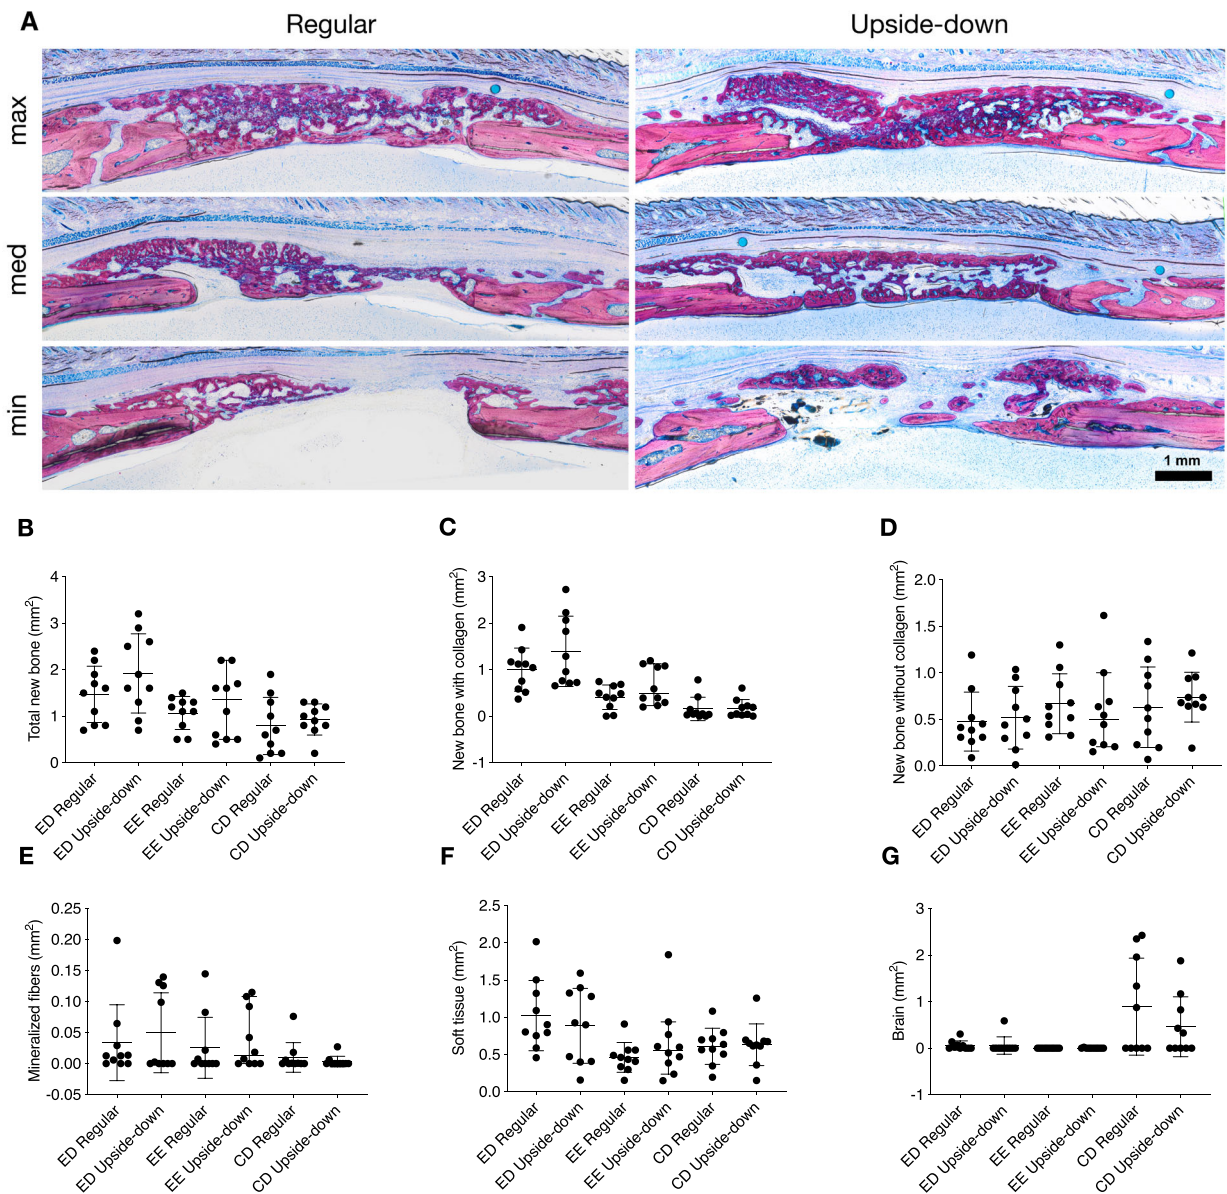 A
Regular
Upside-down
max
med
min
1 mm
B
Total new bone (mm²)
4
3
2
1
0
ED Regular
ED Upside-down
EE Regular
EE Upside-down
CD Regular
CD Upside-down
C
New bone with collagen (mm²)
3
2
1
0
-1
ED Regular
ED Upside-down
EE Regular
EE Upside-down
CD Regular
CD Upside-down
D
New bone without collagen (mm²)
2.0
1.5
1.0
0.5
0.0
ED Regular
ED Upside-down
EE Regular
EE Upside-down
CD Regular
CD Upside-down
E
Mineralized fibers (mm²)
0.25
0.20
0.15
0.10
0.05
0.00
-0.05
ED Regular
ED Upside-down
EE Regular
EE Upside-down
CD Regular
CD Upside-down
F
Soft tissue (mm²)
2.5
2.0
1.5
1.0
0.5
0.0
ED Regular
ED Upside-down
EE Regular
EE Upside-down
CD Regular
CD Upside-down
G
Brain (mm²)
3
2
1
0
-1
ED Regular
ED Upside-down
EE Regular
EE Upside-down
CD Regular
CD Upside-down